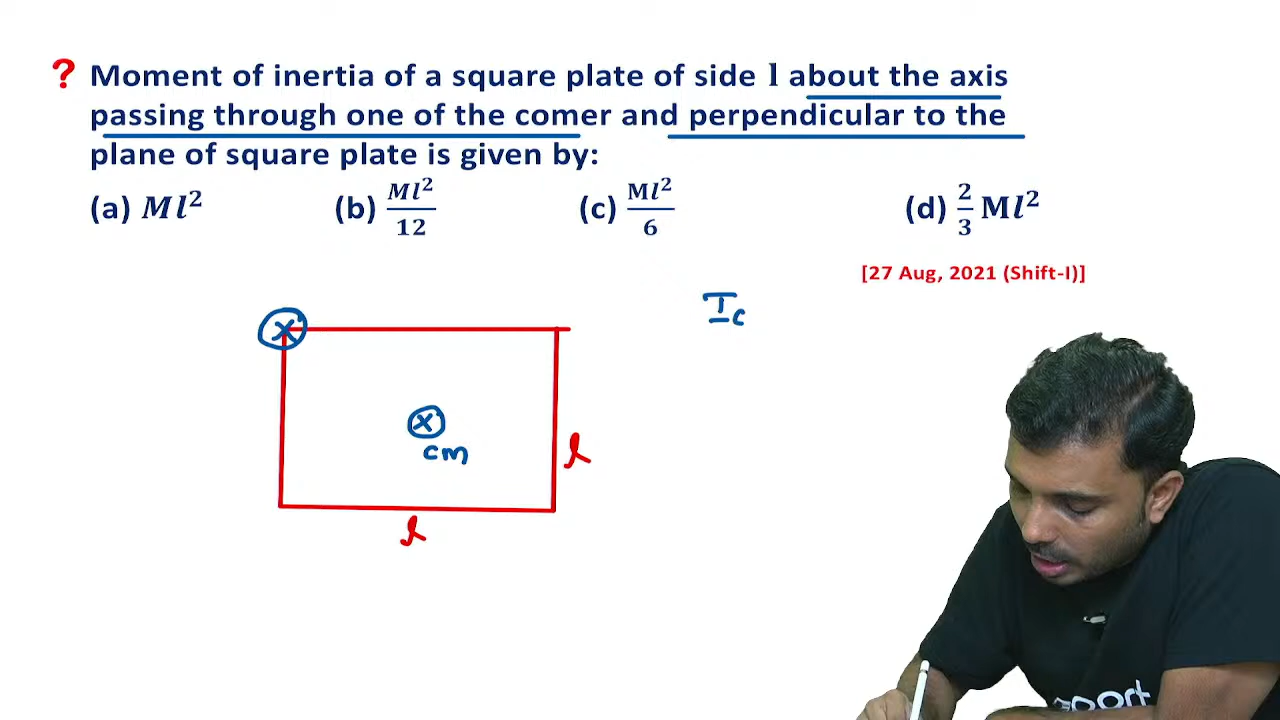 ? Moment of inertia of a square plate of side l about the axis
passing through one of the comer and perpendicular to the
plane of square plate is given by:
(a) Ml² (b) Ml²/12 (c) Ml²/6 (d) 2/3 Ml²
[27 Aug, 2021 (Shift-I)]
x
I_c
x
cm
l
l